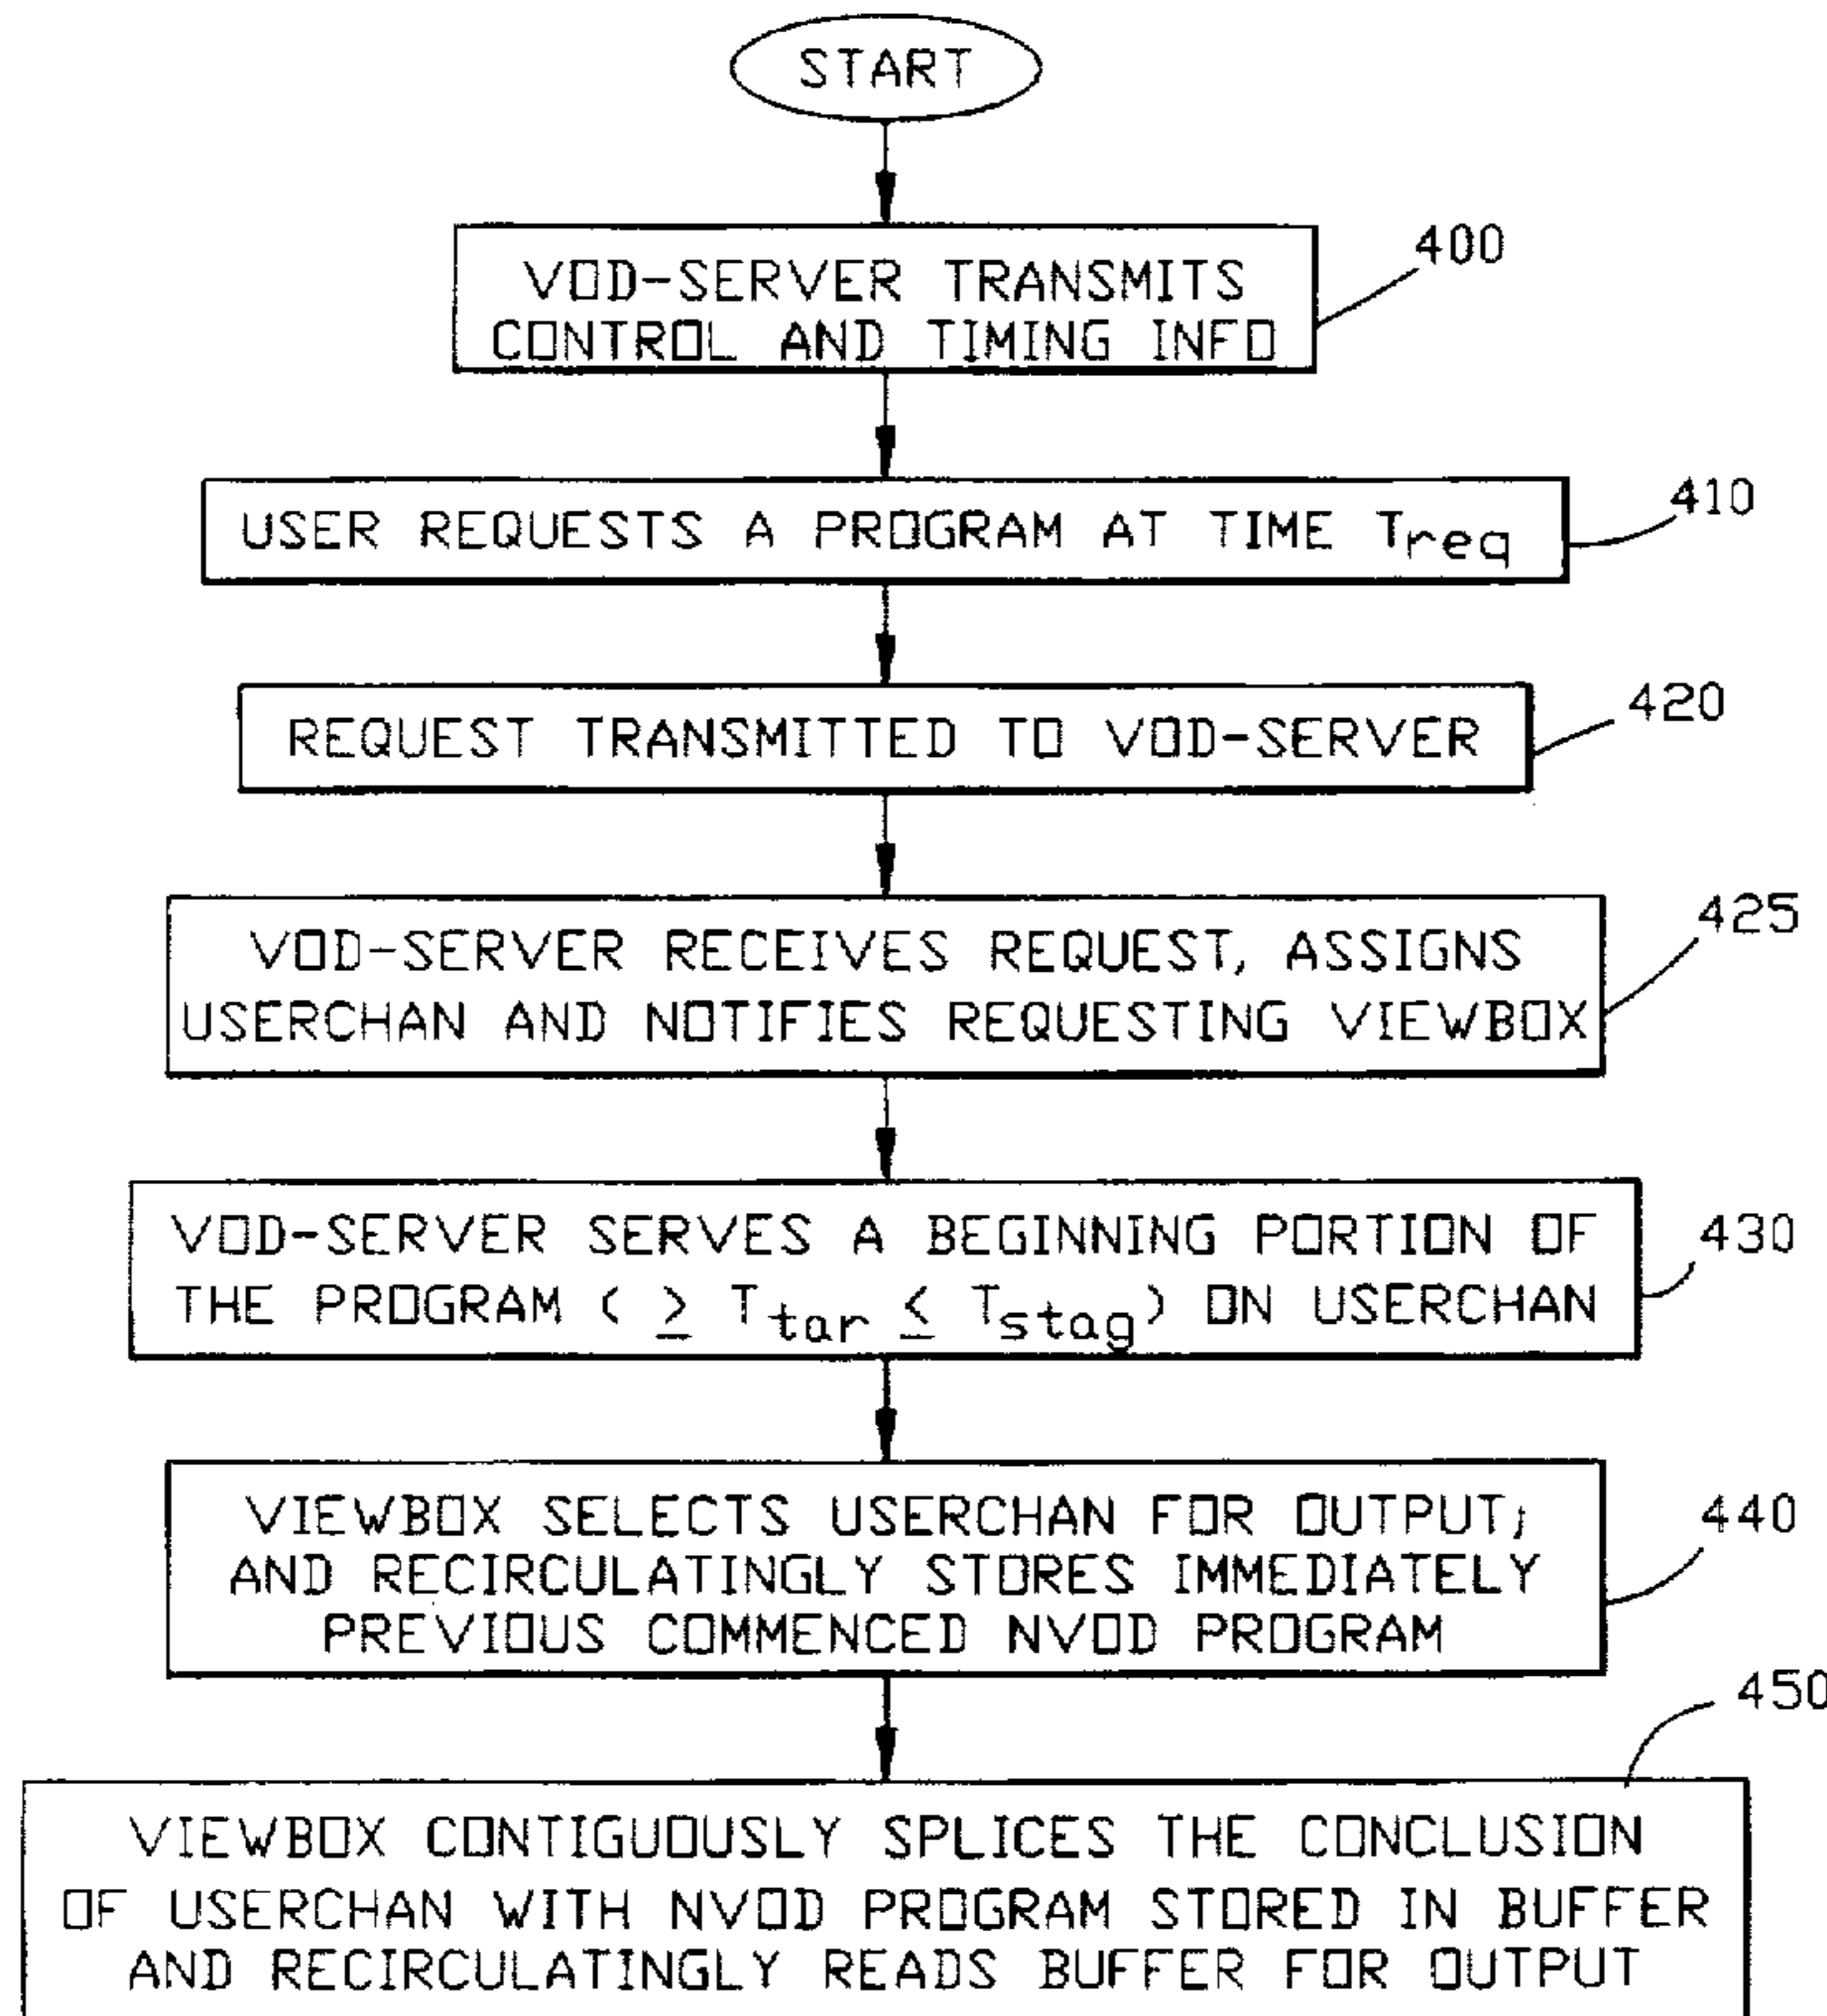 START
400
VOD-SERVER TRANSMITS
CONTROL AND TIMING INFO
410
USER REQUESTS A PROGRAM AT TIME Treq
420
REQUEST TRANSMITTED TO VOD-SERVER
425
VOD-SERVER RECEIVES REQUEST, ASSIGNS
USERCHAN AND NOTIFIES REQUESTING VIEWBOX
430
VOD-SERVER SERVES A BEGINNING PORTION OF
THE PROGRAM ( ≥ Ttar ≤ Tstag) ON USERCHAN
440
VIEWBOX SELECTS USERCHAN FOR OUTPUT;
AND RECIRCULATINGLY STORES IMMEDIATELY
PREVIOUS COMMENCED NVOD PROGRAM
450
VIEWBOX CONTIGUOUSLY SPLICES THE CONCLUSION
OF USERCHAN WITH NVOD PROGRAM STORED IN BUFFER
AND RECIRCULATINGLY READS BUFFER FOR OUTPUT